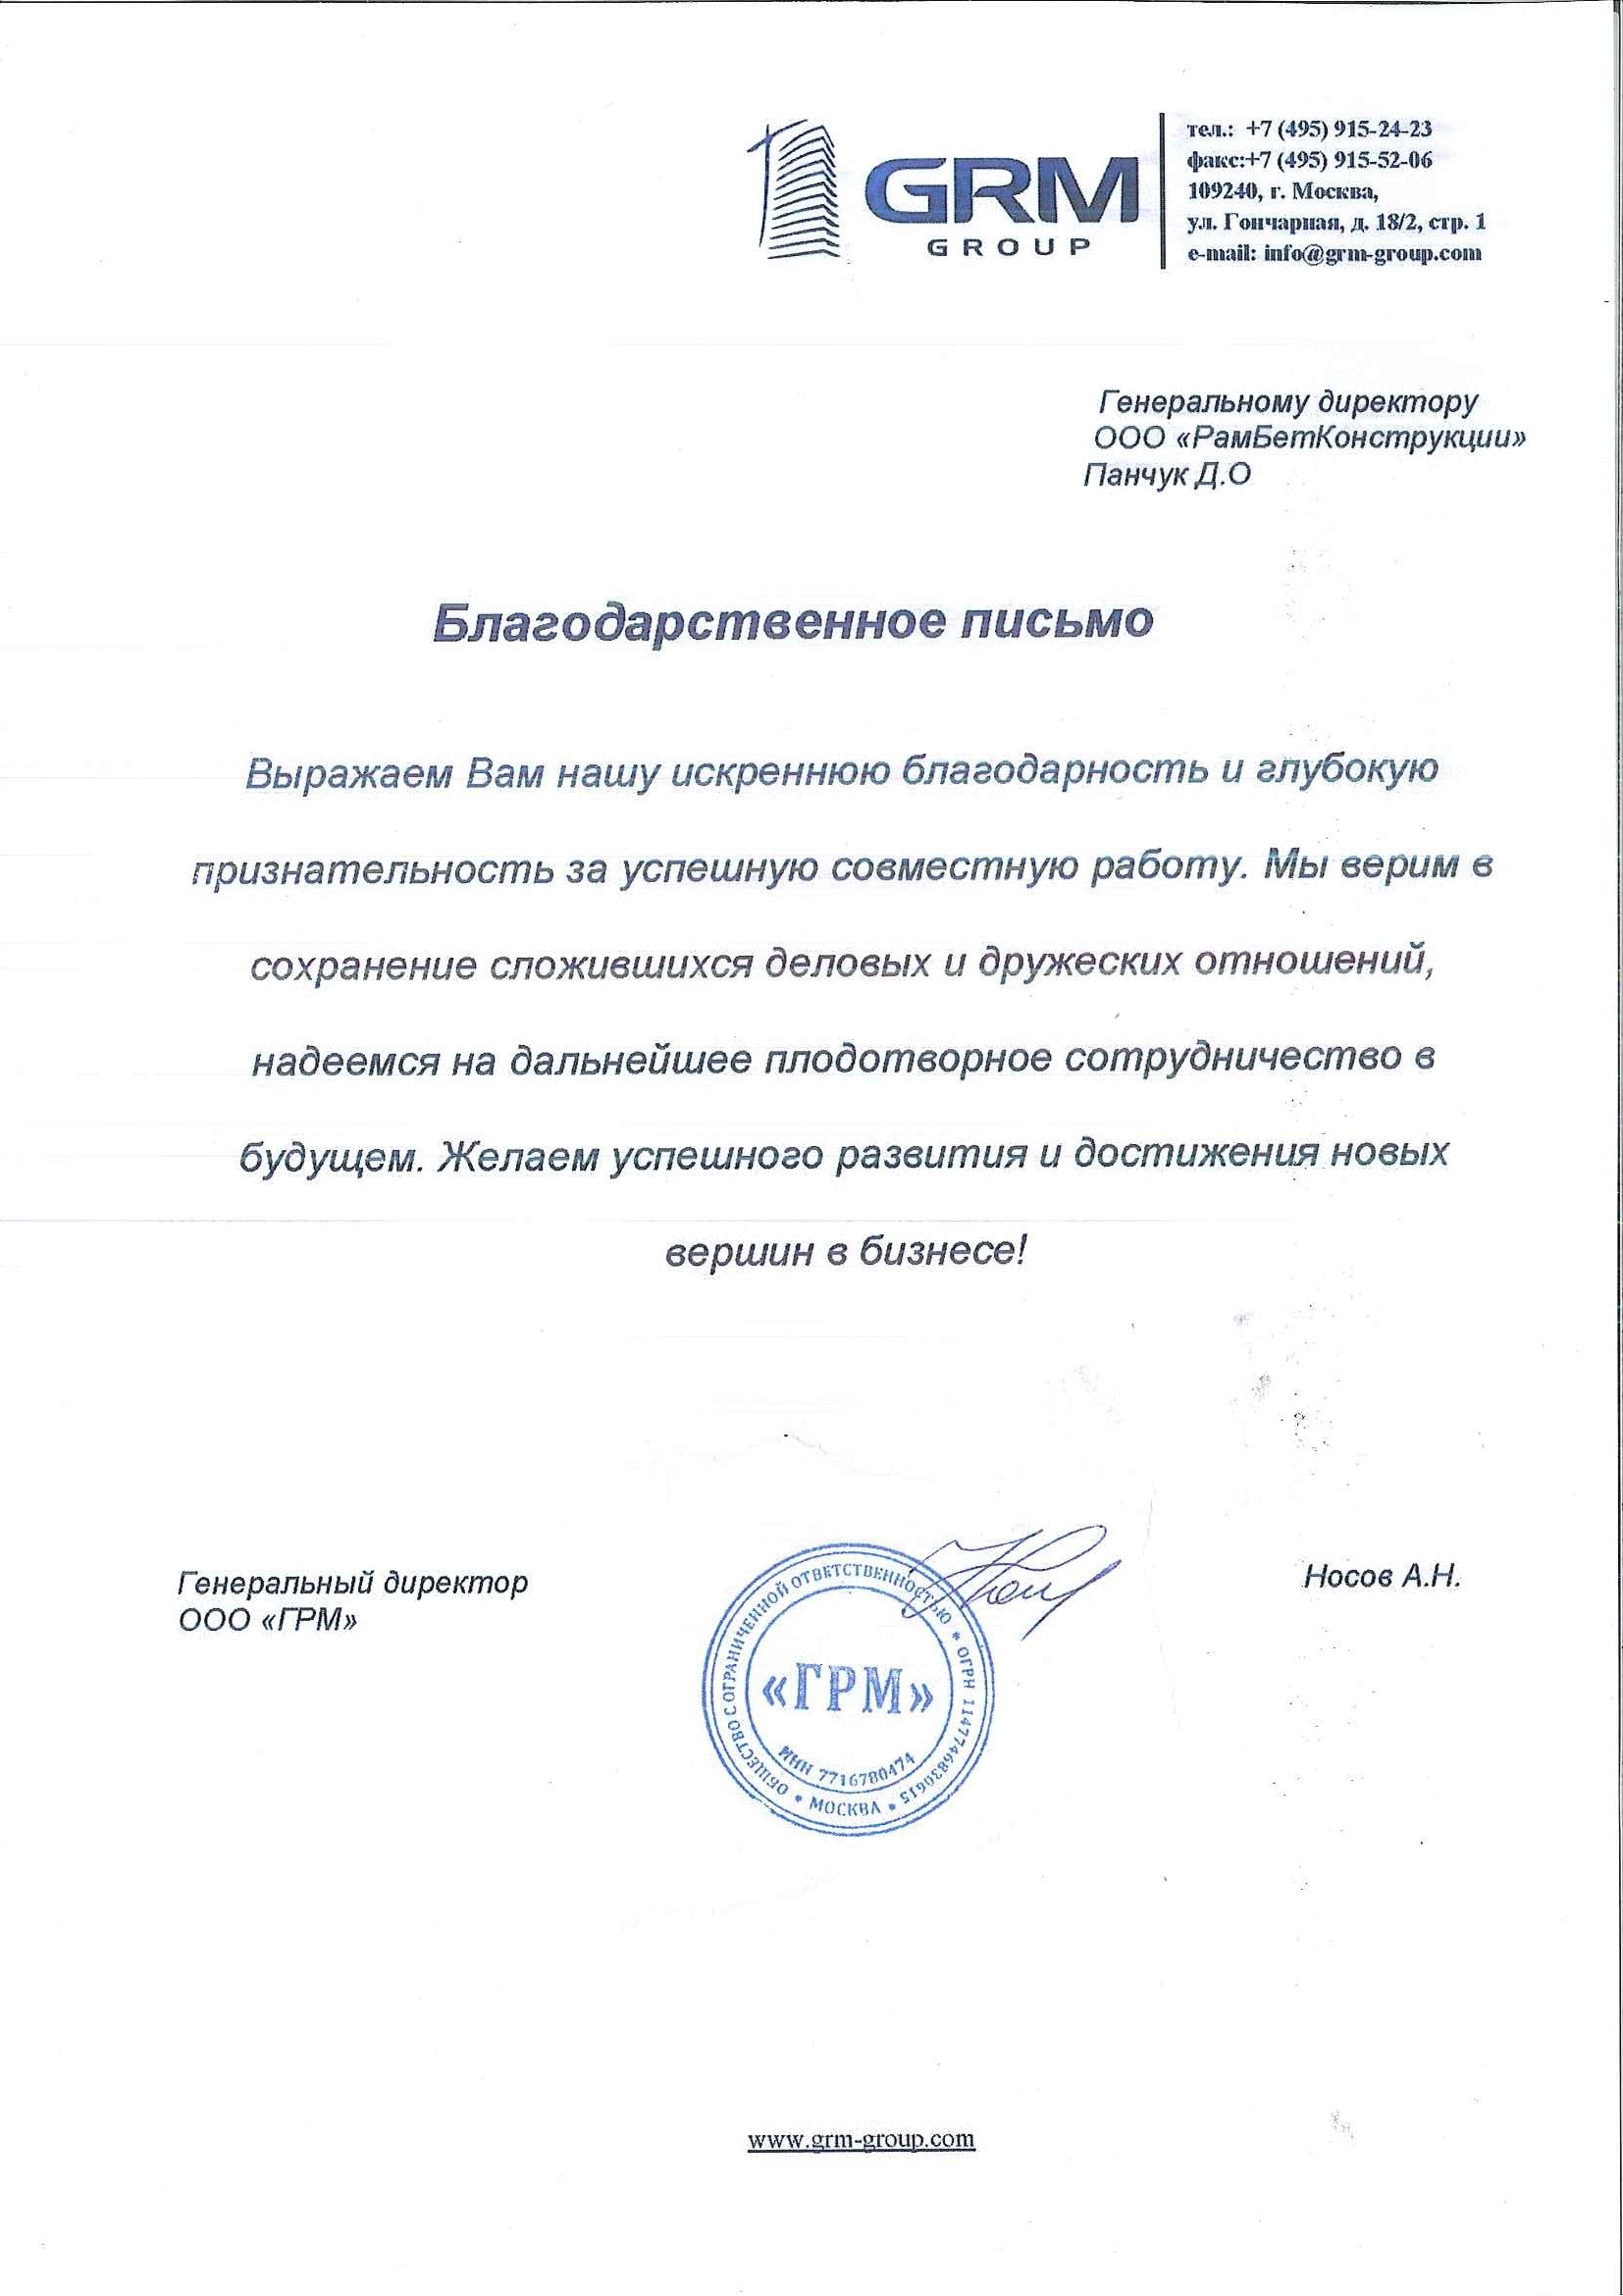 GRM
GROUP
тел.: +7 (495) 915-24-23
факс:+7 (495) 915-52-06
109240, г. Москва,
ул. Гончарная, д. 18/2, стр. 1
e-mail: info@grm-group.com
Генеральному директору
ООО «РамБетКонструкции»
Панчук Д.О
Благодарственное письмо
Выражаем Вам нашу искреннюю благодарность и глубокую
признательность за успешную совместную работу. Мы верим в
сохранение сложившихся деловых и дружеских отношений,
надеемся на дальнейшее плодотворное сотрудничество в
будущем. Желаем успешного развития и достижения новых
вершин в бизнесе!
Генеральный директор
ООО «ГРМ»
Носов А.Н.
ОБЩЕСТВО С ОГРАНИЧЕННОЙ ОТВЕТСТВЕННОСТЬЮ * ОГРН 1147746830615
* МОСКВА *
«ГРМ»
ИНН 7716780474
www.grm-group.com